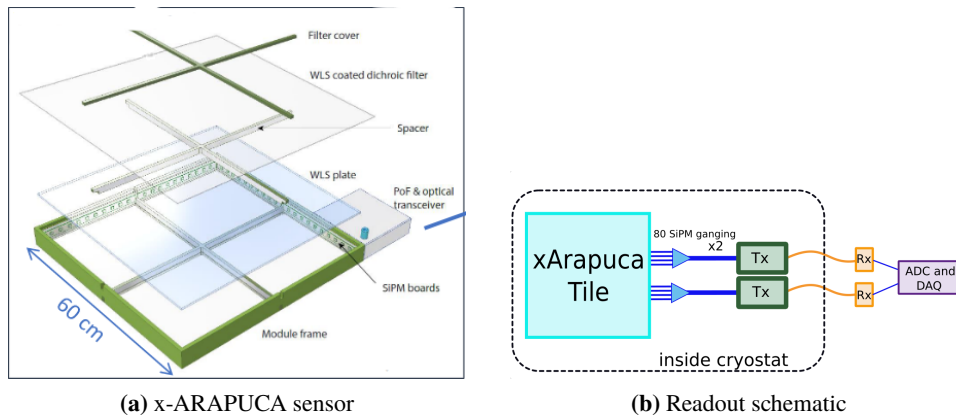 Filter cover
WLS coated dichroic filter
Spacer
WLS plate
PoF & optical
transceiver
SiPM boards
60 cm
Module frame
(a) x-ARAPUCA sensor
80 SiPM ganging
x2
xArapuca
Tile
Tx
Tx
Rx
Rx
ADC and
DAQ
inside cryostat
(b) Readout schematic